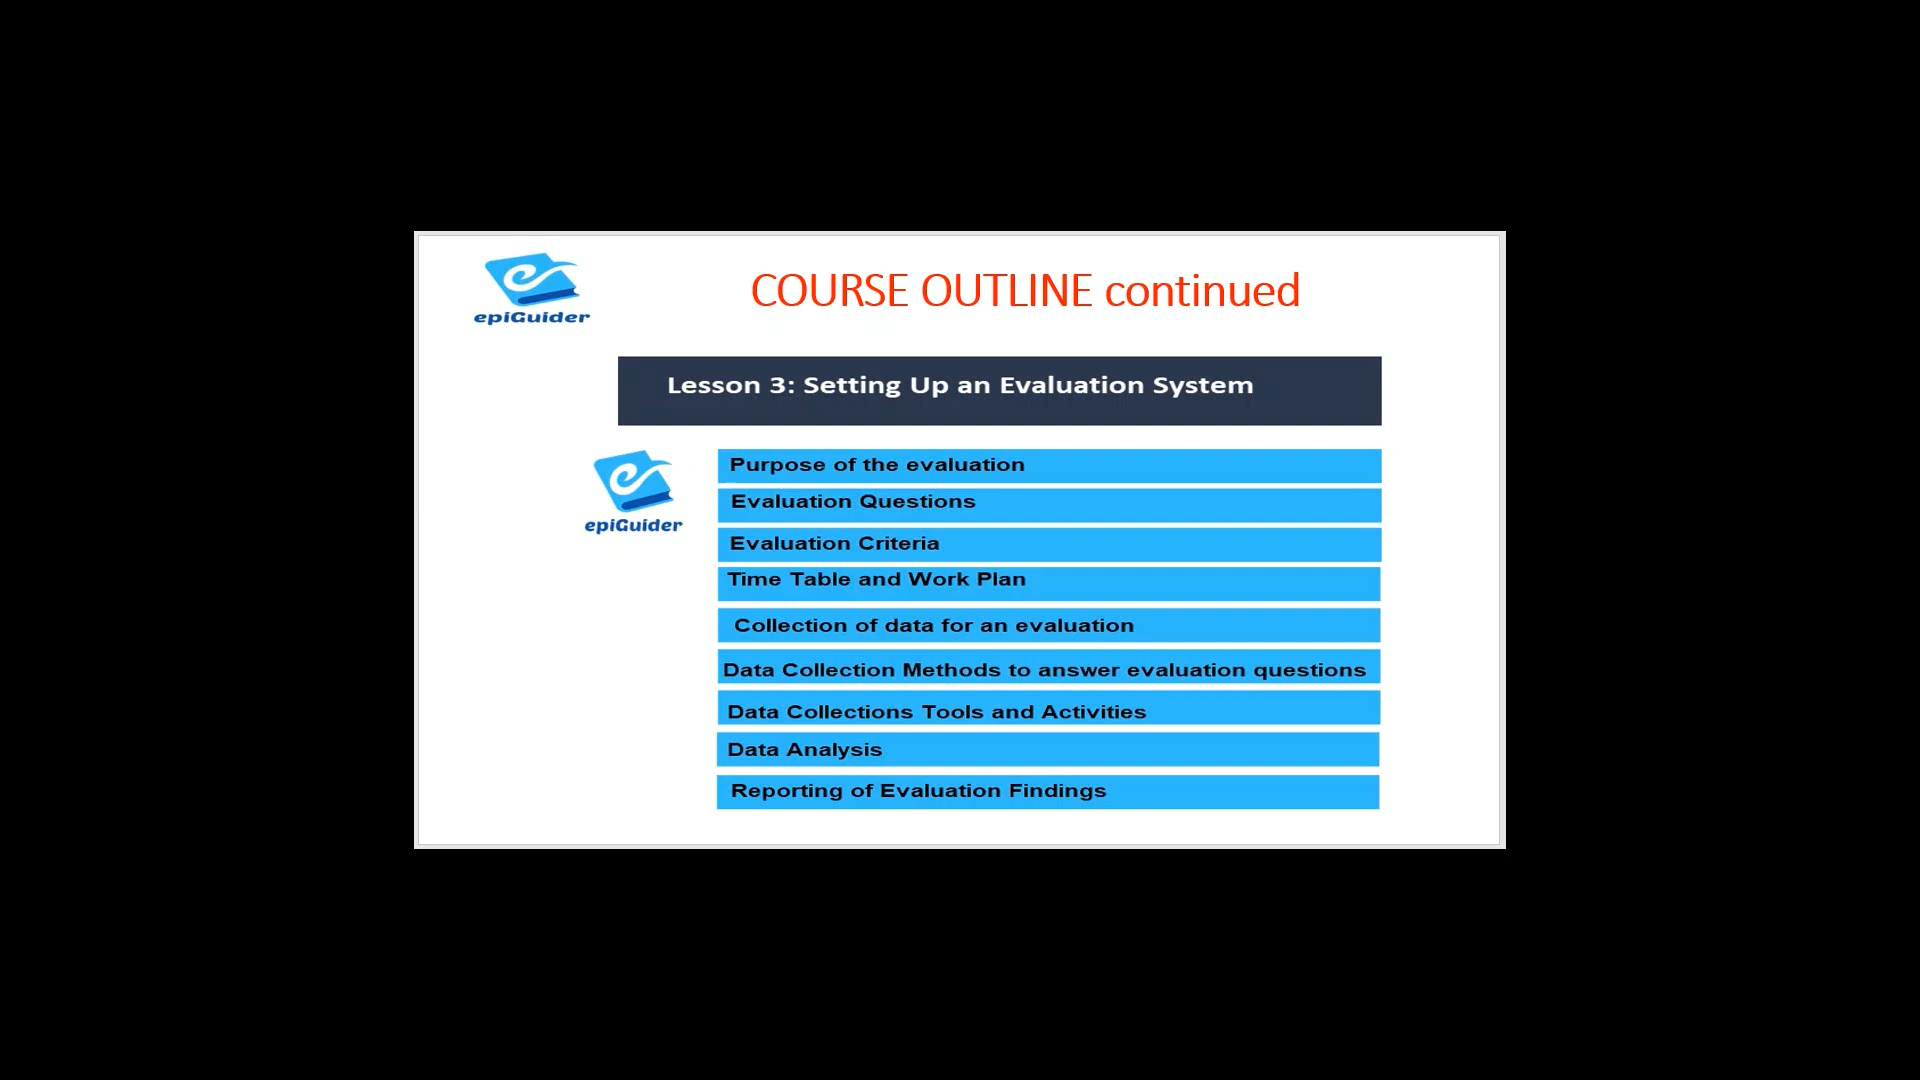 epiGuider
COURSE OUTLINE continued
Lesson 3: Setting Up an Evaluation System
epiGuider
Purpose of the evaluation
Evaluation Questions
Evaluation Criteria
Time Table and Work Plan
Collection of data for an evaluation
Data Collection Methods to answer evaluation questions
Data Collections Tools and Activities
Data Analysis
Reporting of Evaluation Findings